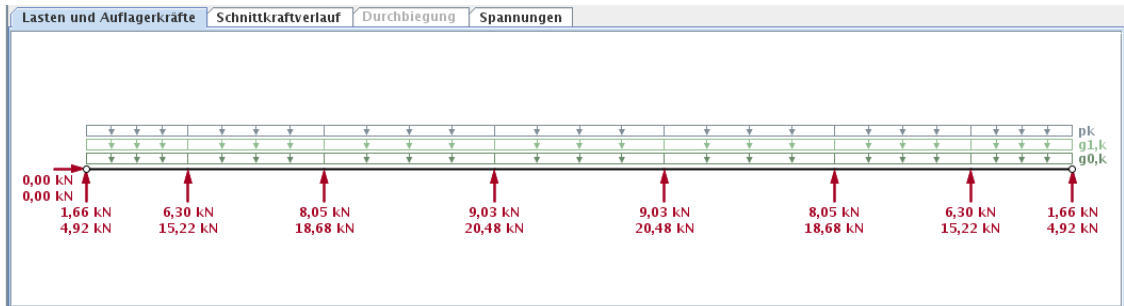 Lasten und Auflagerkräfte Schnittkraftverlauf Durchbiegung Spannungen
pk
g1,k
g0,k
0,00 kN
0,00 kN
1,66 kN 6,30 kN 8,05 kN 9,03 kN 9,03 kN 8,05 kN 6,30 kN 1,66 kN
4,92 kN 15,22 kN 18,68 kN 20,48 kN 20,48 kN 18,68 kN 15,22 kN 4,92 kN